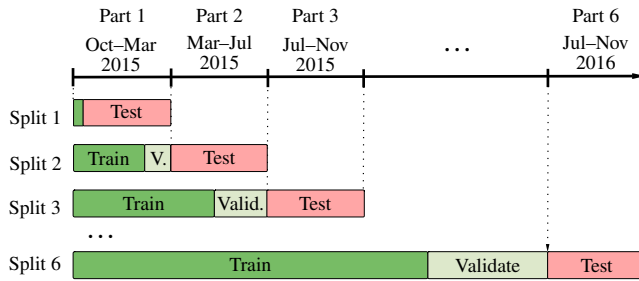 Part 1 Part 2 Part 3 Part 6
Oct–Mar Mar–Jul Jul–Nov ... Jul–Nov
2015 2015 2015 2016
Split 1 Test
Split 2 Train V. Test
Split 3 Train Valid. Test
...
Split 6 Train Validate Test